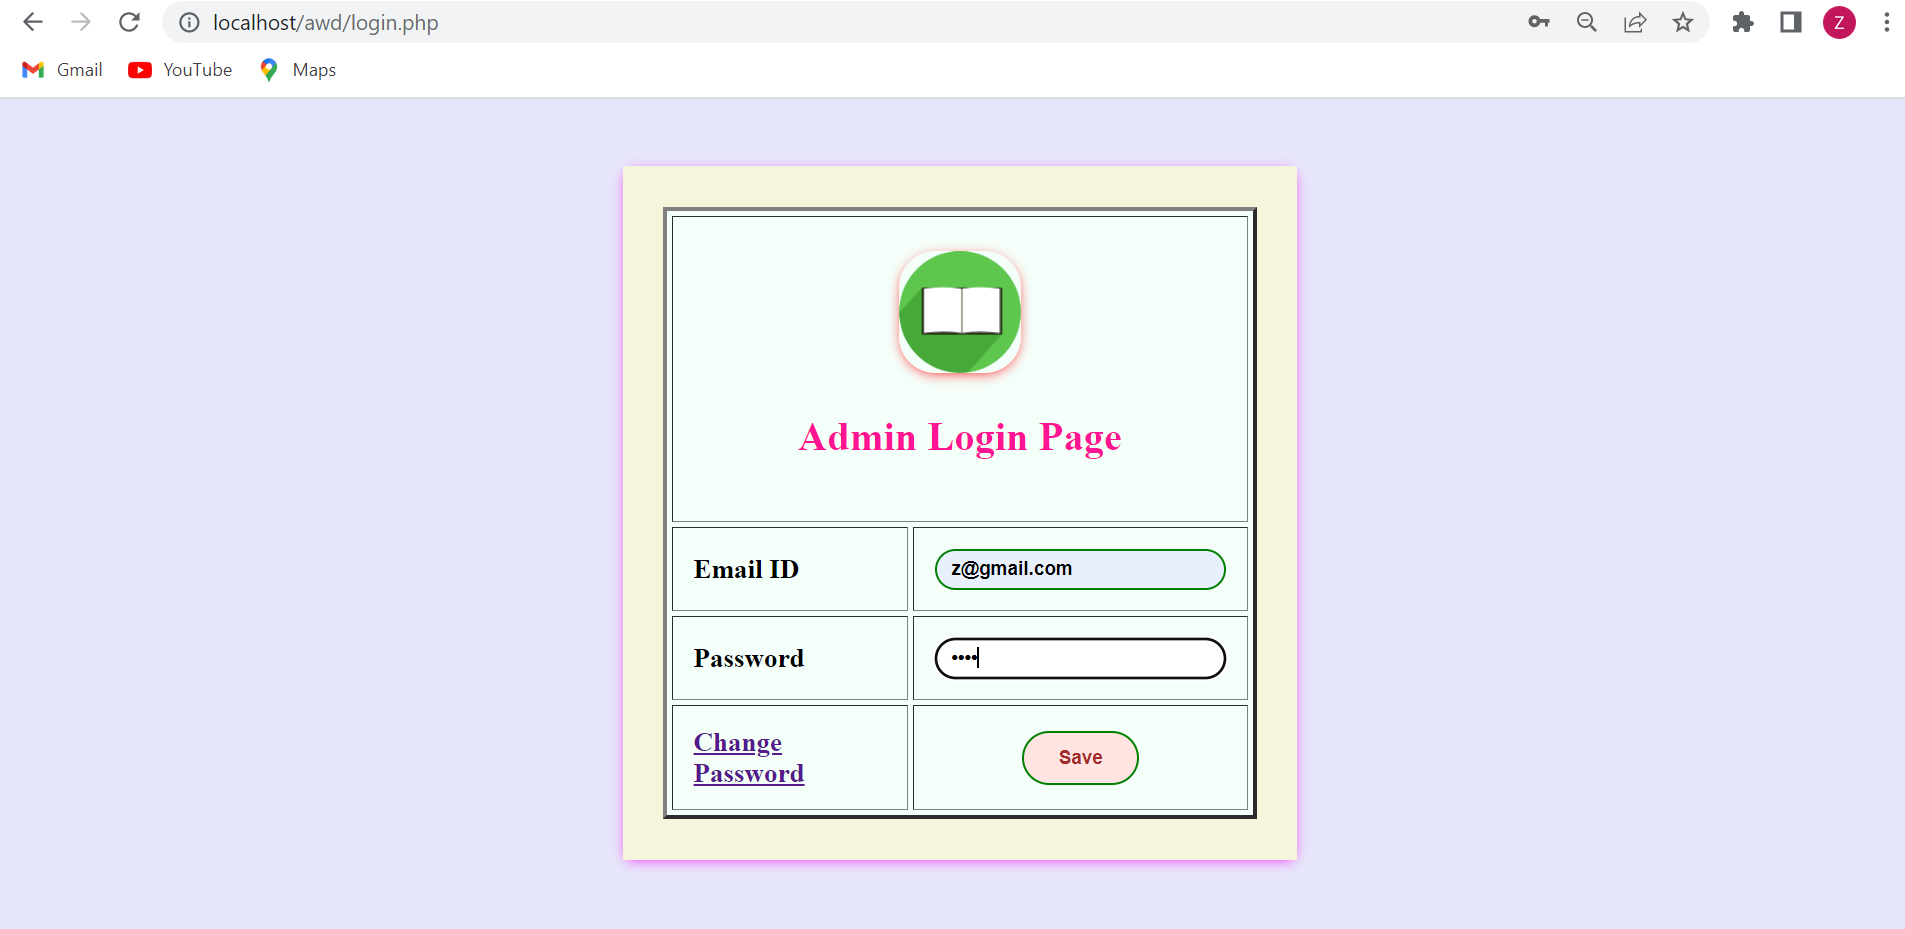 localhost/awd/login.php
Z
Gmail YouTube Maps
Admin Login Page
Email ID z@gmail.com
Password ••••
Change
Password
Save